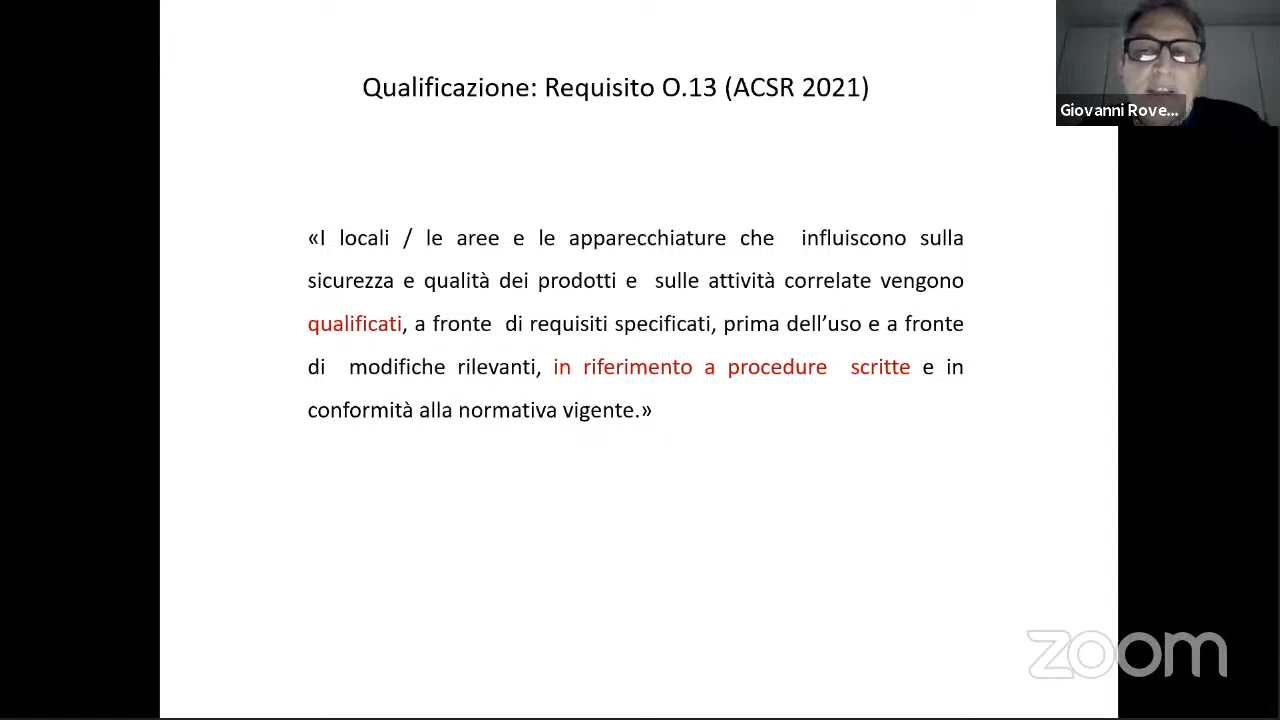 Qualificazione: Requisito O.13 (ACSR 2021)
Giovanni Rove...
«I locali / le aree e le apparecchiature che influiscono sulla
sicurezza e qualità dei prodotti e sulle attività correlate vengono
qualificati, a fronte di requisiti specificati, prima dell’uso e a fronte
di modifiche rilevanti, in riferimento a procedure scritte e in
conformità alla normativa vigente.»
zoom